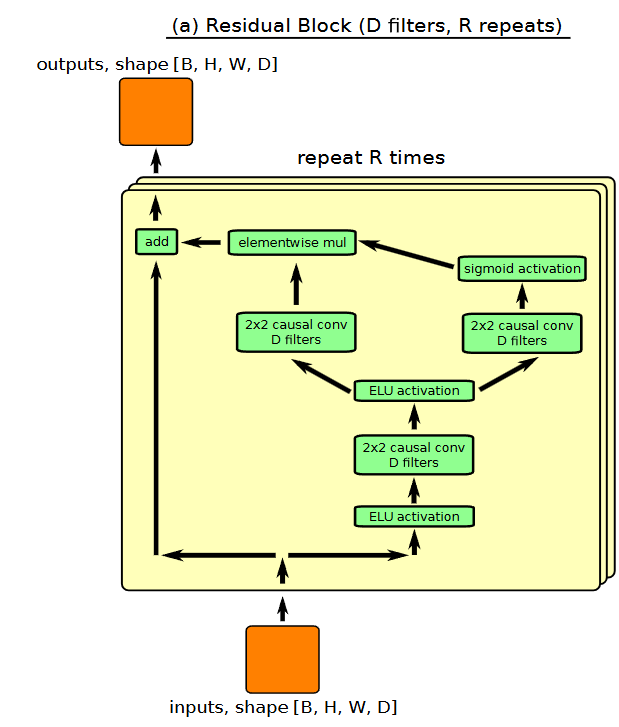 (a) Residual Block (D filters, R repeats)
outputs, shape [B, H, W, D]
repeat R times
add
elementwise mul
sigmoid activation
2x2 causal conv
D filters
2x2 causal conv
D filters
ELU activation
2x2 causal conv
D filters
ELU activation
inputs, shape [B, H, W, D]